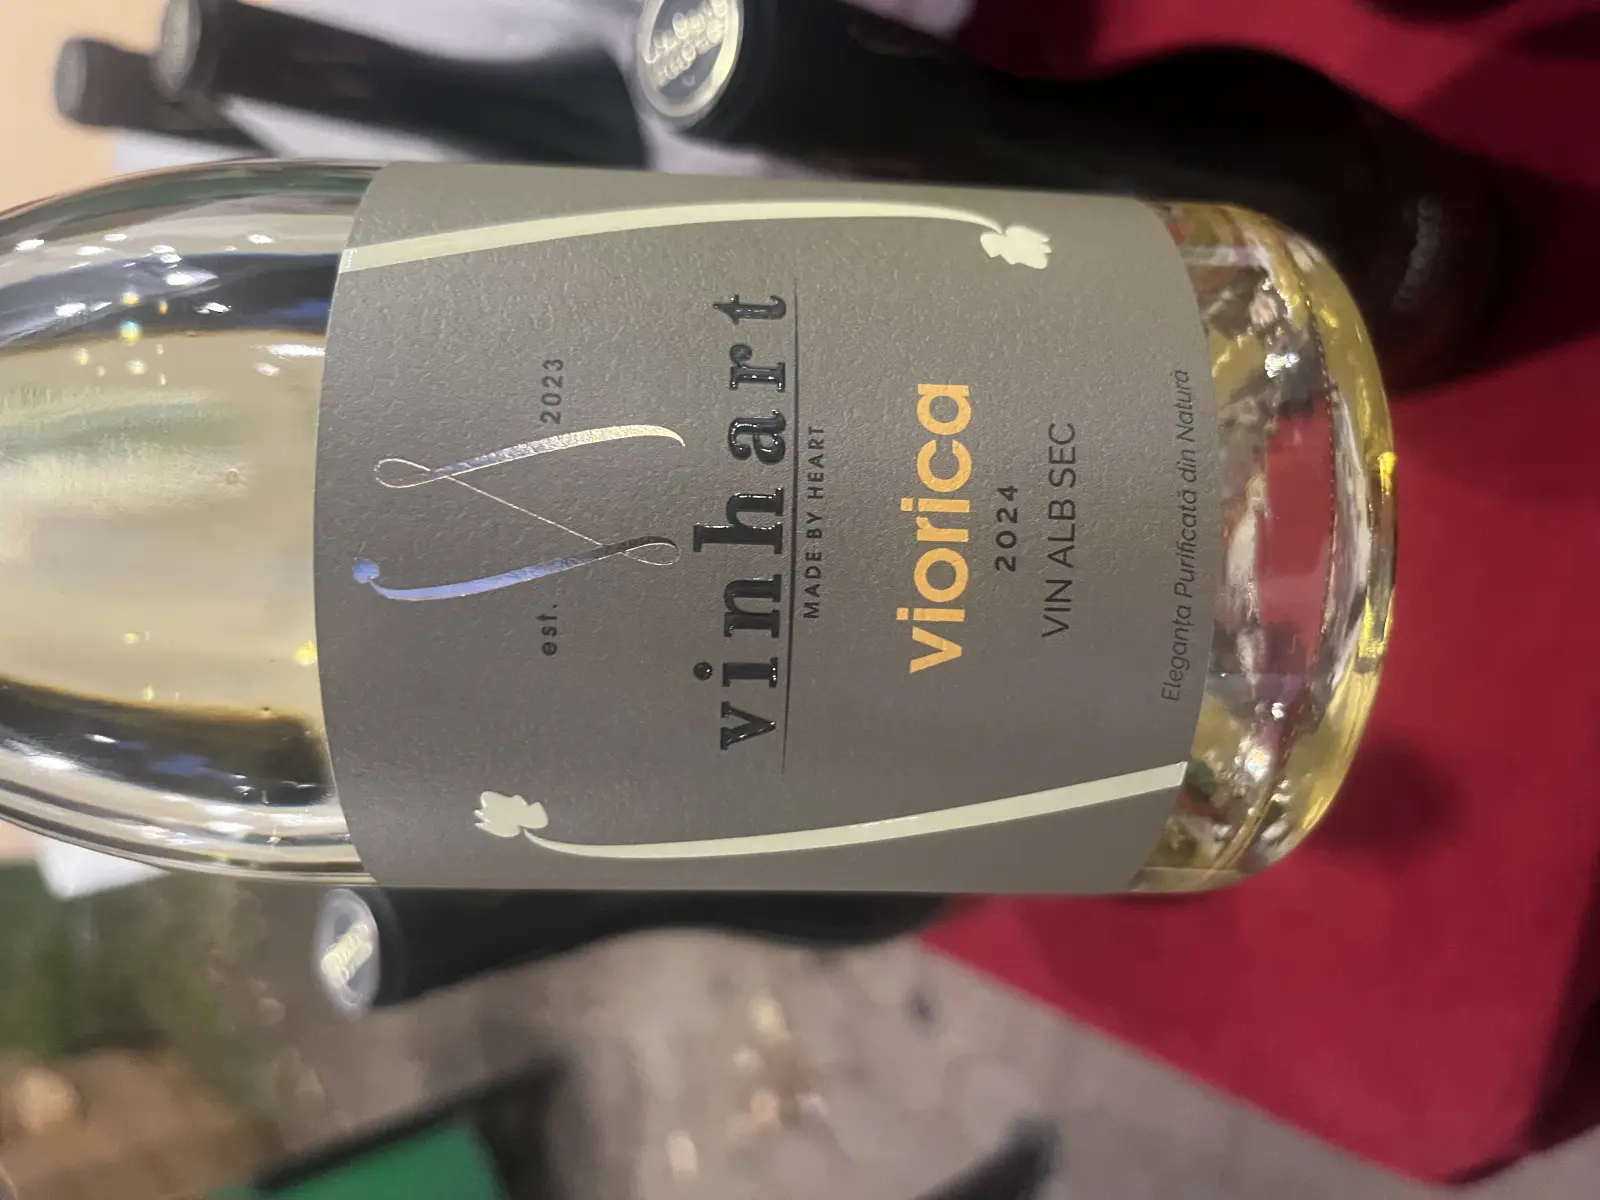 est. 2023
vinhart
MADE BY HEART
viorica
2024
VIN ALB SEC
Eleganța Purificată din Natură